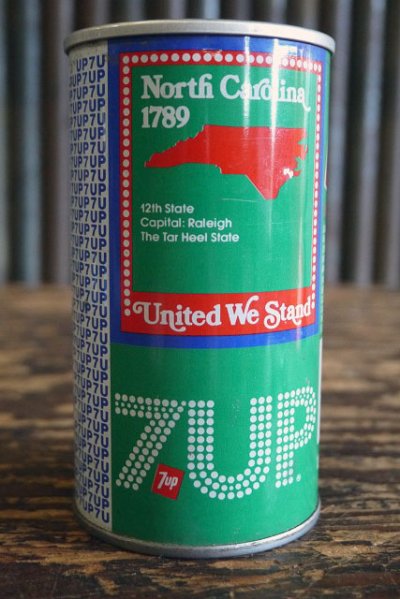 North Carolina
1789
12th State
Capital: Raleigh
The Tar Heel State
United We Stand
7UP
7up